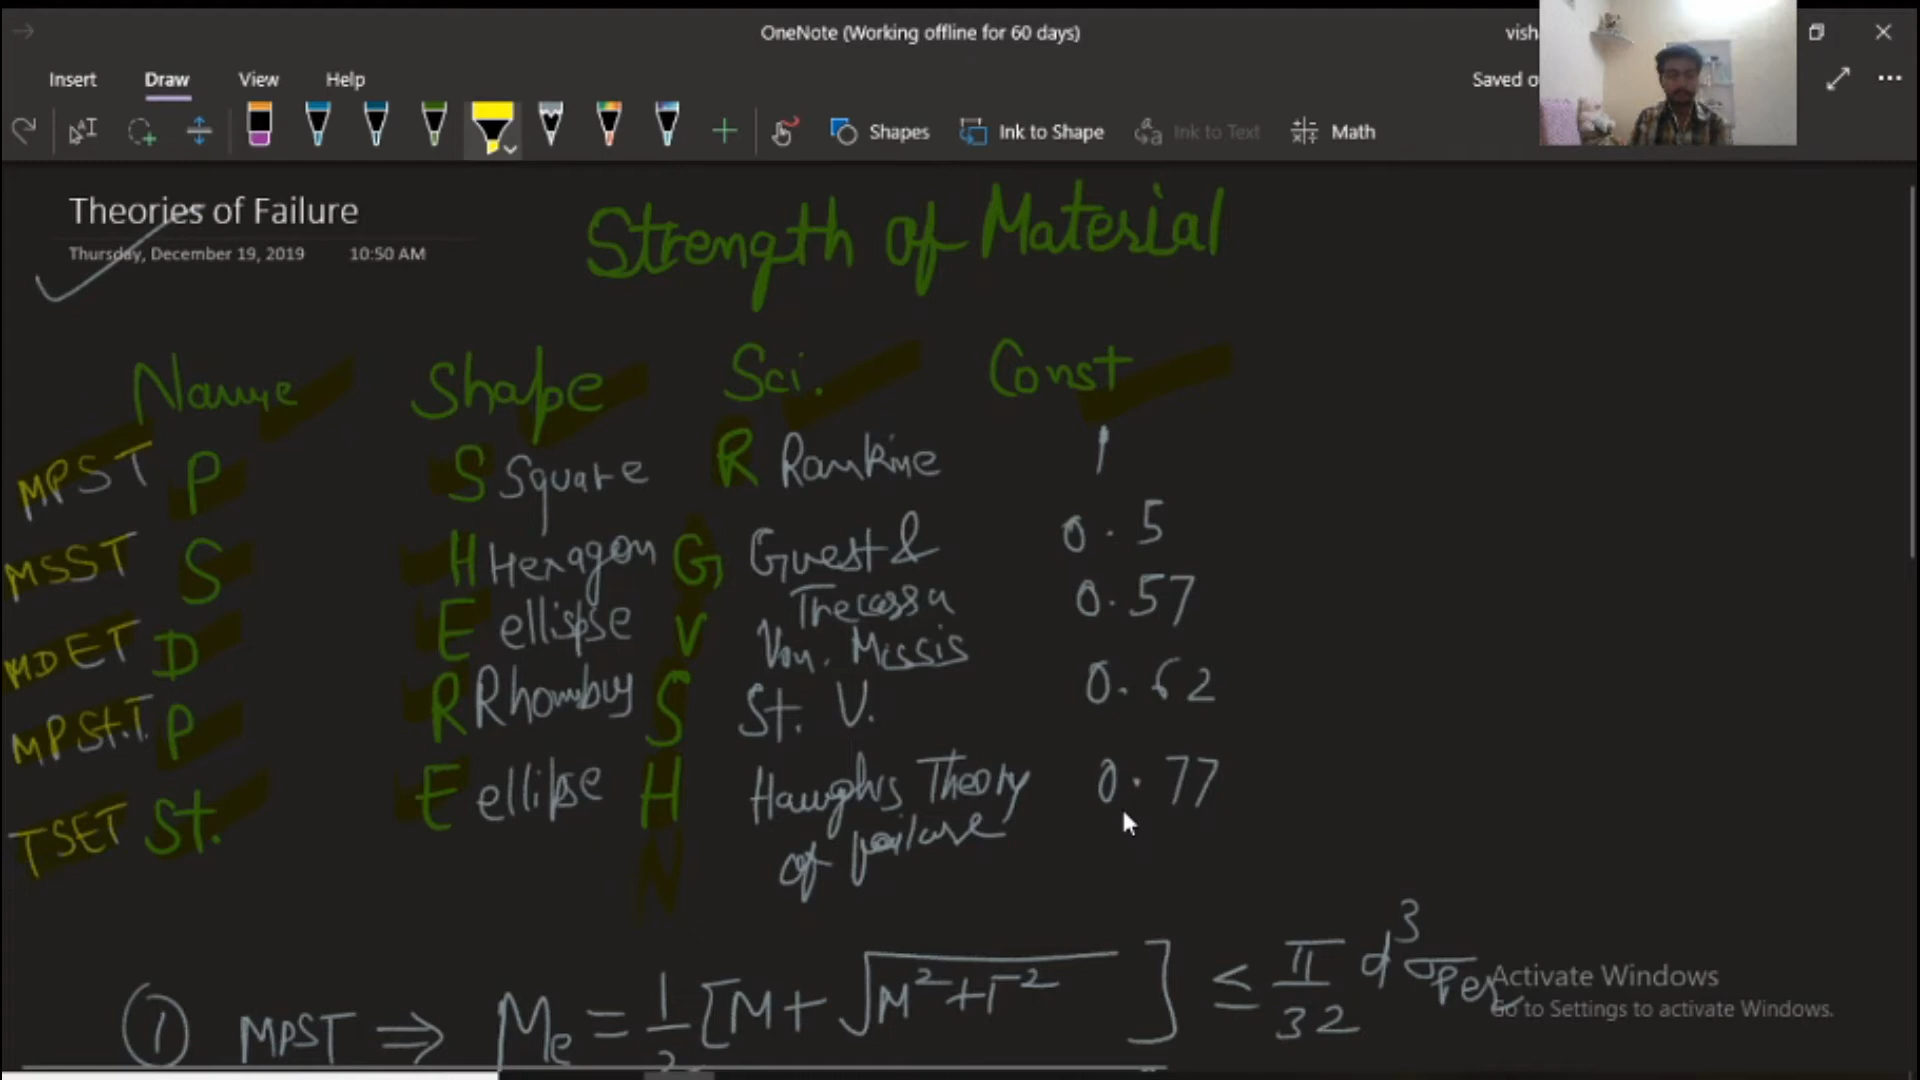 OneNote (Working offline for 60 days)
vish
Insert Draw View Help
Saved o
Shapes Ink to Shape Ink to Text Math
Theories of Failure
Thursday, December 19, 2019 10:50 AM
Strength of Material
Name Shape Sci. Const
MPST P S Square R Rankine 1
MSST S H Hexagon G Guest & 0.5
Trecassa
MDET D E ellispse V Von. Missis 0.57
MPSt.T. P R Rhombus S St. V. 0.62
TSET St. E ellipse H Haughs Theory 0.77
of failure
① MPST ⇒ Me = 1/2 [M + √M²+T² ] ≤ π/32 d³ σper
Activate Windows
Go to Settings to activate Windows.